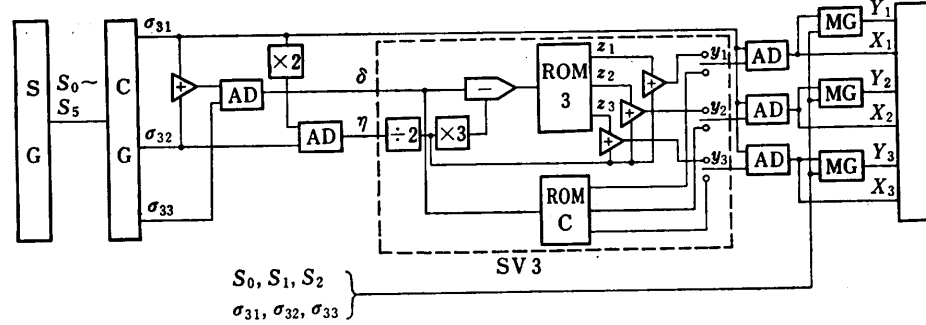 S G
S₀~ S₅
C G
σ₃₁
σ₃₂
σ₃₃
+
×2
AD
δ
AD
η
÷2
×3
−
ROM 3
z₁
z₂
z₃
+
+
+
ROM C
y₁
y₂
y₃
SV3
AD
AD
AD
MG
MG
MG
Y₁
X₁
Y₂
X₂
Y₃
X₃
S₀, S₁, S₂
σ₃₁, σ₃₂, σ₃₃